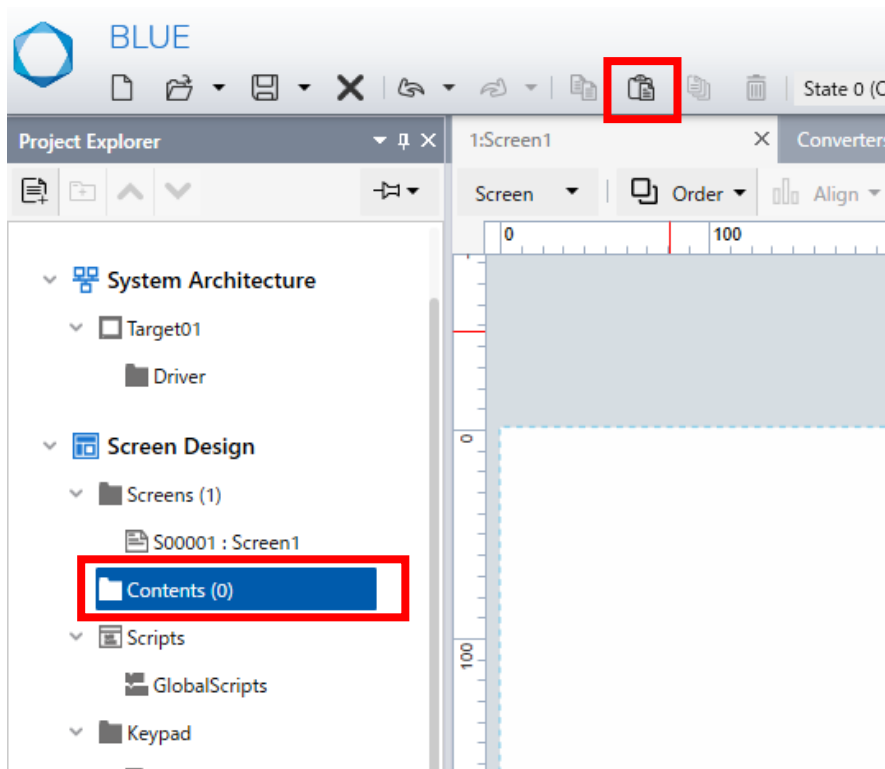 BLUE
State 0 (O
Project Explorer
1:Screen1
Converters
Screen
Order
Align
0
100
System Architecture
Target01
Driver
Screen Design
0
Screens (1)
S00001 : Screen1
Contents (0)
Scripts
100
GlobalScripts
Keypad